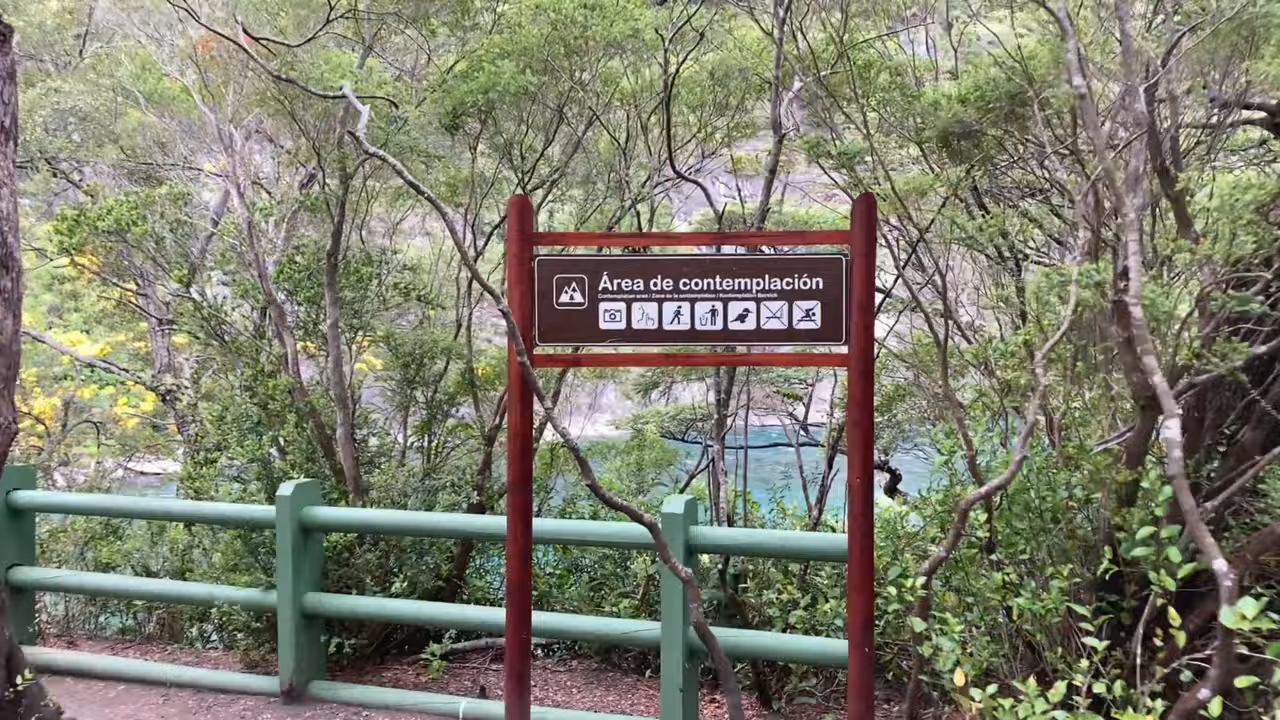 Área de contemplación
Contemplation area / Zone de la contemplation / Kontemplation Bereich